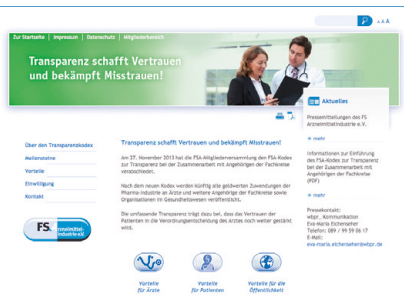 A A A
Zur Startseite | Impressum | Datenschutz | Mitgliederbereich
Transparenz schafft Vertrauen
und bekämpft Misstrauen!
Aktuelles
Pressemitteilungen des FS
Arzneimittelindustrie e.V.
» mehr
Informationen zur Einführung
des FSA-Kodex zur Transparenz
bei der Zusammenarbeit mit
Angehörigen der Fachkreise
(PDF)
» mehr
Pressekontakt:
wbpr_ Kommunikation
Eva-Maria Eichenseher
Telefon: 089 / 99 59 06 17
E-Mail:
eva-maria.eichenseher@wbpr.de
Über den Transparenzkodex
Meilensteine
Vorteile
Einwilligung
Kontakt
FS Arzneimittel-
industrie e.V.
Transparenz schafft Vertrauen und bekämpft Misstrauen!
Am 27. November 2013 hat die FSA-Mitgliederversammlung den FSA-Kodex
zur Transparenz bei der Zusammenarbeit mit Angehörigen der Fachkreise
verabschiedet.
Nach dem neuen Kodex werden künftig alle geldwerten Zuwendungen der
Pharma-Industrie an Ärzte und weitere Angehörige der Fachkreise sowie
Organisationen im Gesundheitswesen veröffentlicht.
Die umfassende Transparenz trägt dazu bei, dass das Vertrauen der
Patienten in die Verordnungsentscheidung des Arztes noch weiter gestärkt
wird.
Vorteile
für Ärzte
Vorteile
für Patienten
Vorteile für die
Öffentlichkeit